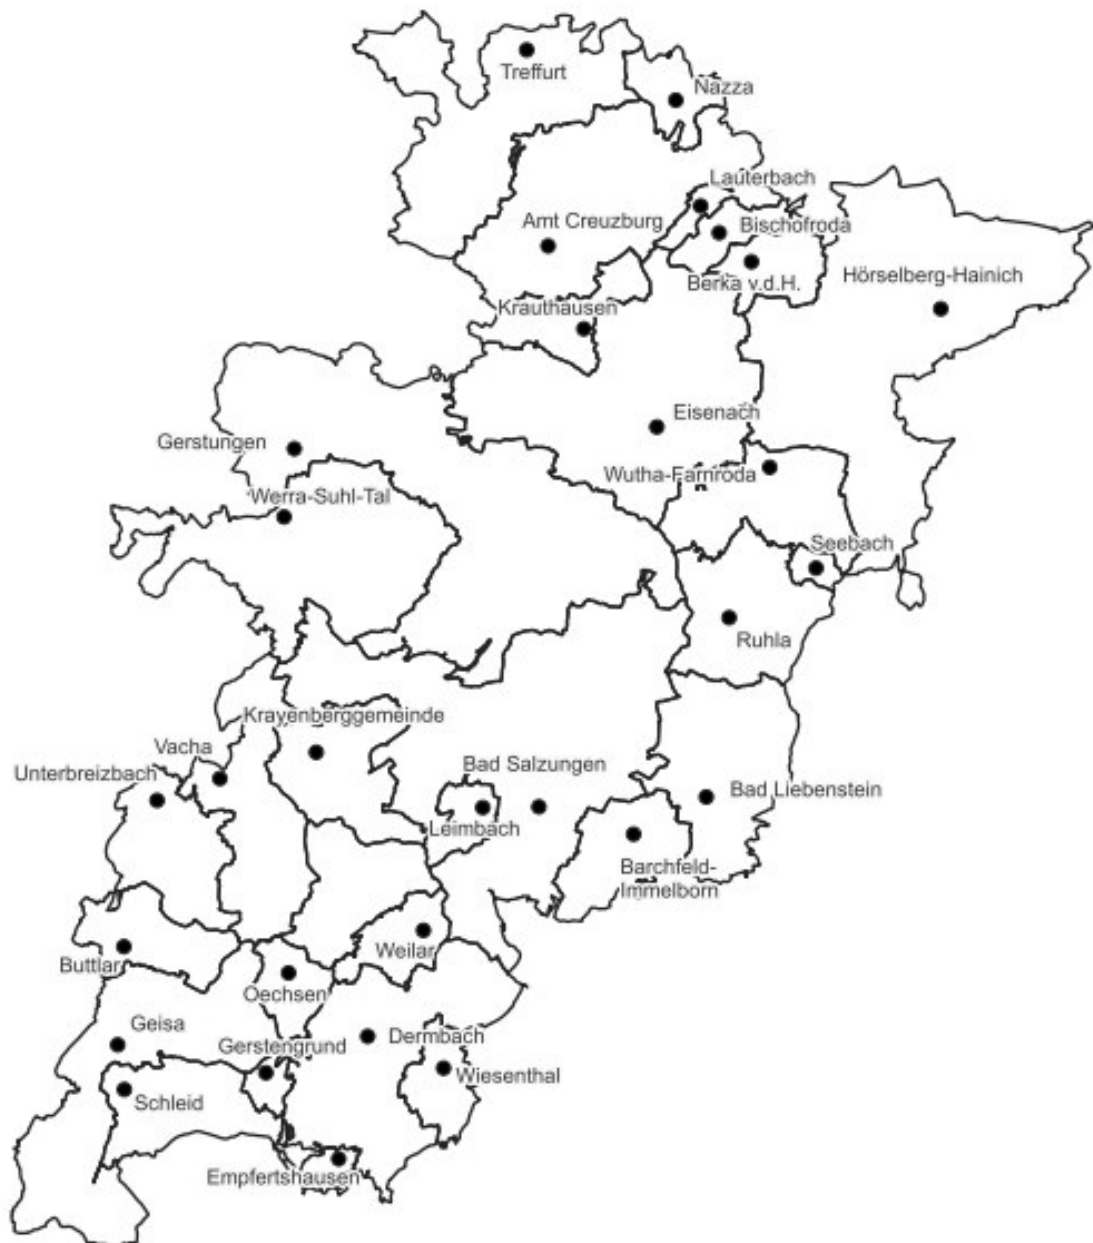 Treffurt
Nazza
Lauterbach
Amt Creuzburg
Bischofroda
Berka v.d.H.
Hörselberg-Hainich
Krauthausen
Eisenach
Gerstungen
Wutha-Farnroda
Werra-Suhl-Tal
Seebach
Ruhla
Krayenberggemeinde
Vacha
Bad Salzungen
Unterbreizbach
Bad Liebenstein
Leimbach
Barchfeld-
Immelborn
Weilar
Buttlar
Oechsen
Geisa
Dermbach
Gerstengrund
Wiesenthal
Schleid
Empfertshausen